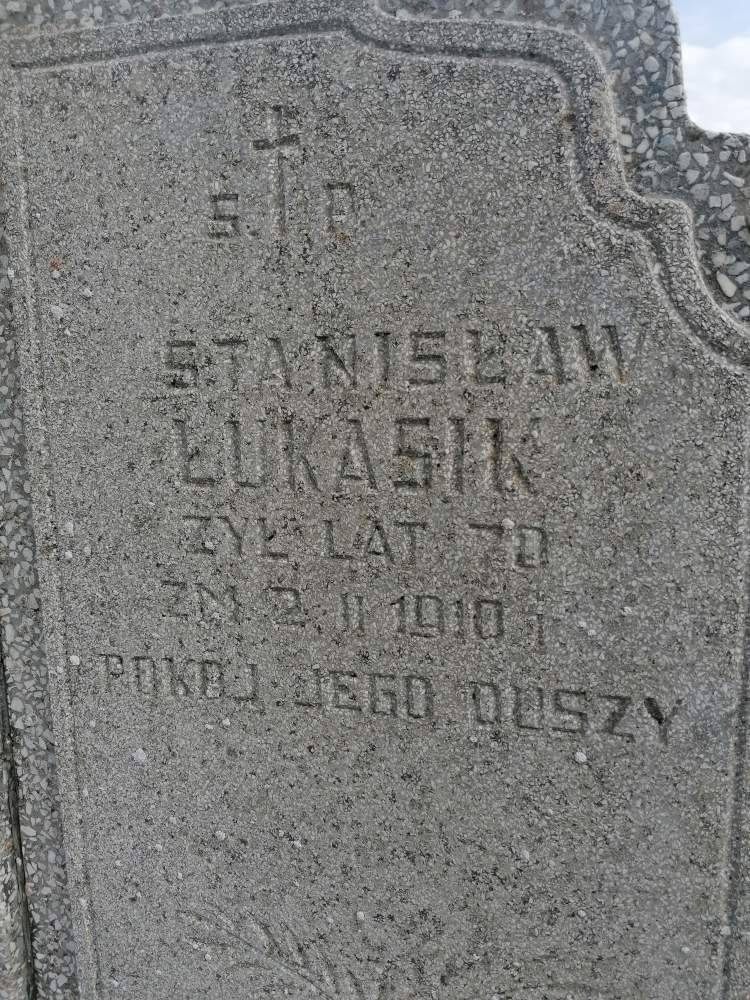 Ś. P
STANISŁAW
ŁUKASIK
ŻYŁ LAT 70
ZM 2 II 1910 r
POKÓJ JEGO DUSZY